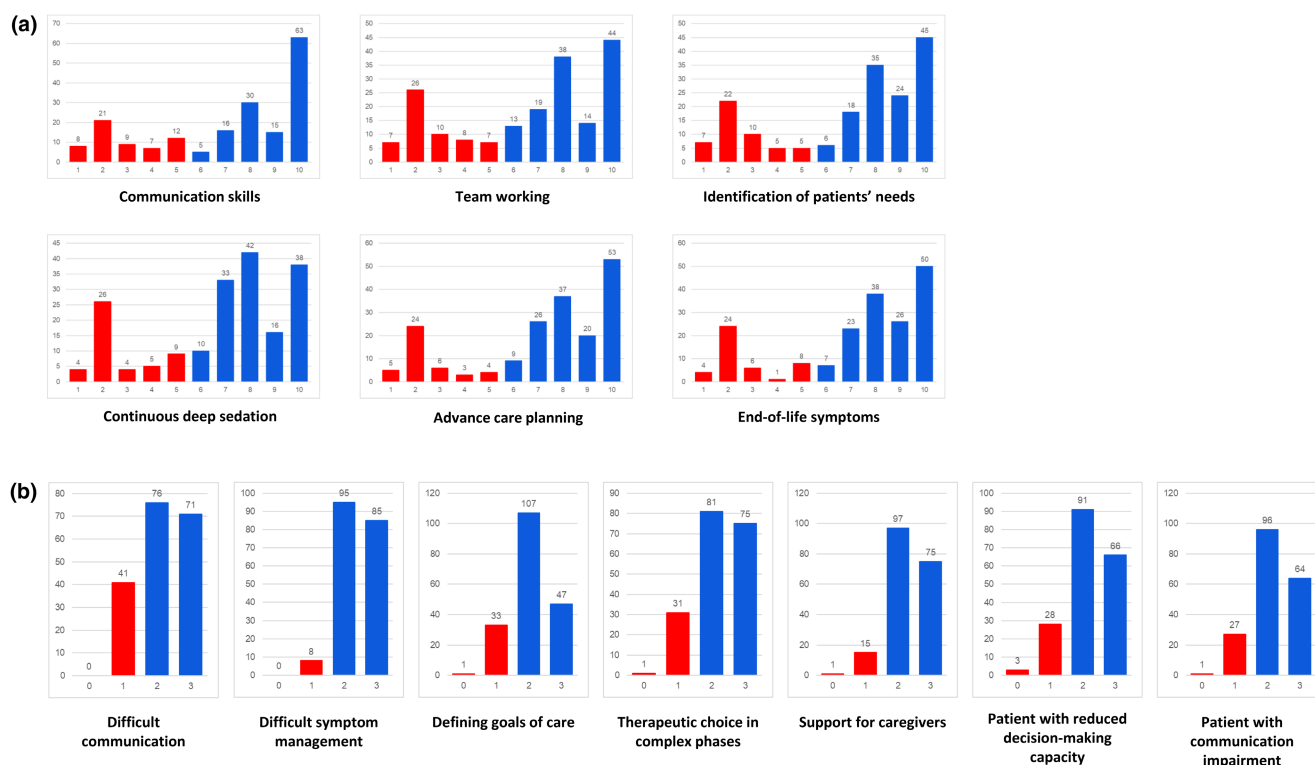 (a)
70
60
50
40
30
20
10
0
8 21 9 7 12 5 16 30 15 63
1 2 3 4 5 6 7 8 9 10
Communication skills
50
45
40
35
30
25
20
15
10
5
0
7 26 10 8 7 13 19 38 14 44
1 2 3 4 5 6 7 8 9 10
Team working
50
45
40
35
30
25
20
15
10
5
0
7 22 10 5 5 6 18 35 24 45
1 2 3 4 5 6 7 8 9 10
Identification of patients’ needs
45
40
35
30
25
20
15
10
5
0
4 26 4 5 9 10 33 42 16 38
1 2 3 4 5 6 7 8 9 10
Continuous deep sedation
60
50
40
30
20
10
0
5 24 6 3 4 9 26 37 20 53
1 2 3 4 5 6 7 8 9 10
Advance care planning
60
50
40
30
20
10
0
4 24 6 1 8 7 23 38 26 50
1 2 3 4 5 6 7 8 9 10
End-of-life symptoms
(b)
80
70
60
50
40
30
20
10
0
0 41 76 71
0 1 2 3
Difficult
communication
100
90
80
70
60
50
40
30
20
10
0
0 8 95 85
0 1 2 3
Difficult symptom
management
120
100
80
60
40
20
0
1 33 107 47
0 1 2 3
Defining goals of care
90
80
70
60
50
40
30
20
10
0
1 31 81 75
0 1 2 3
Therapeutic choice in
complex phases
120
100
80
60
40
20
0
1 15 97 75
0 1 2 3
Support for caregivers
100
90
80
70
60
50
40
30
20
10
0
3 28 91 66
0 1 2 3
Patient with reduced
decision-making
capacity
120
100
80
60
40
20
0
1 27 96 64
0 1 2 3
Patient with
communication
impairment